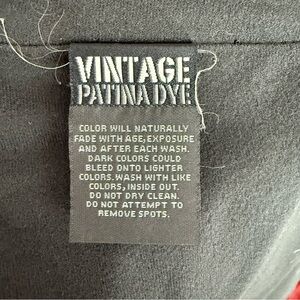 VINTAGE
PATINA DYE
COLOR WILL NATURALLY
FADE WITH AGE, EXPOSURE
AND AFTER EACH WASH.
DARK COLORS COULD
BLEED ONTO LIGHTER
COLORS. WASH WITH LIKE
COLORS, INSIDE OUT.
DO NOT DRY CLEAN.
DO NOT ATTEMPT TO
REMOVE SPOTS.